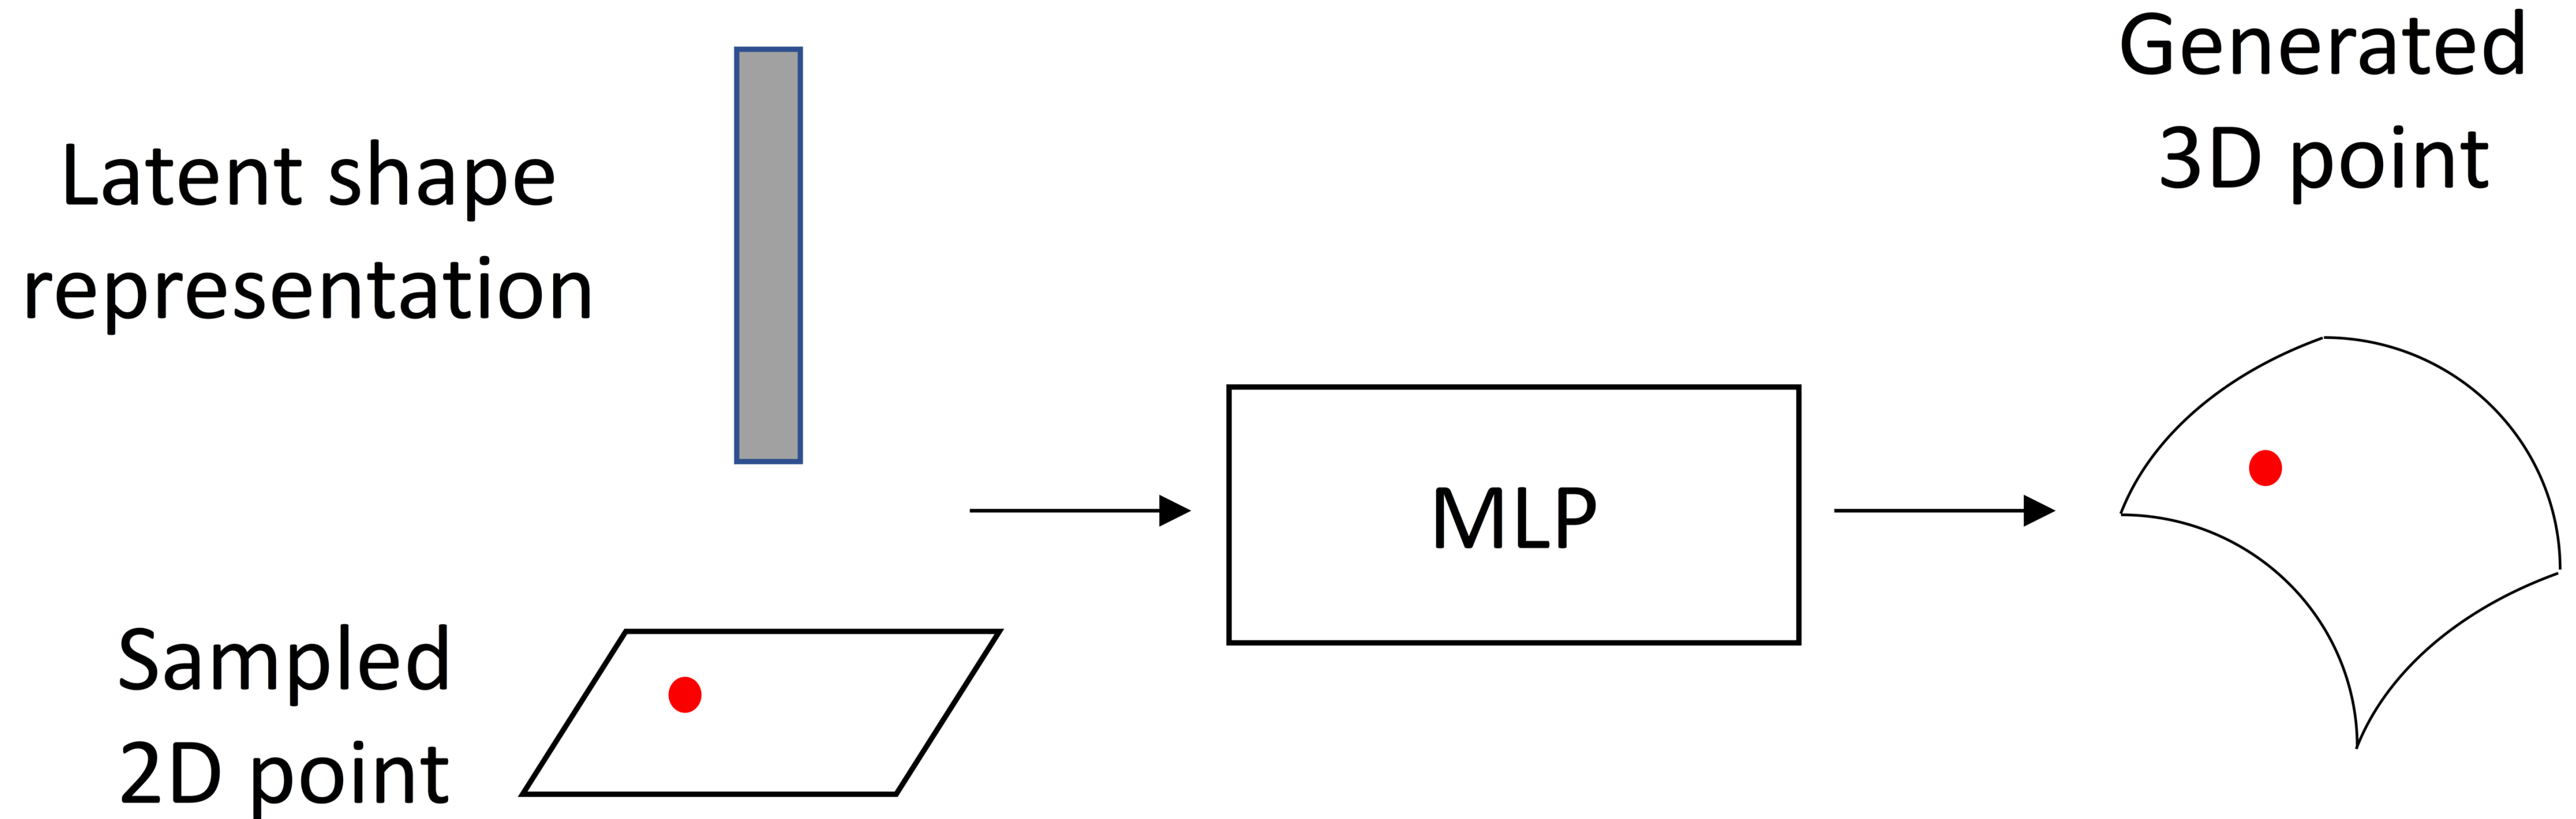 Latent shape
representation
Sampled
2D point
MLP
Generated
3D point